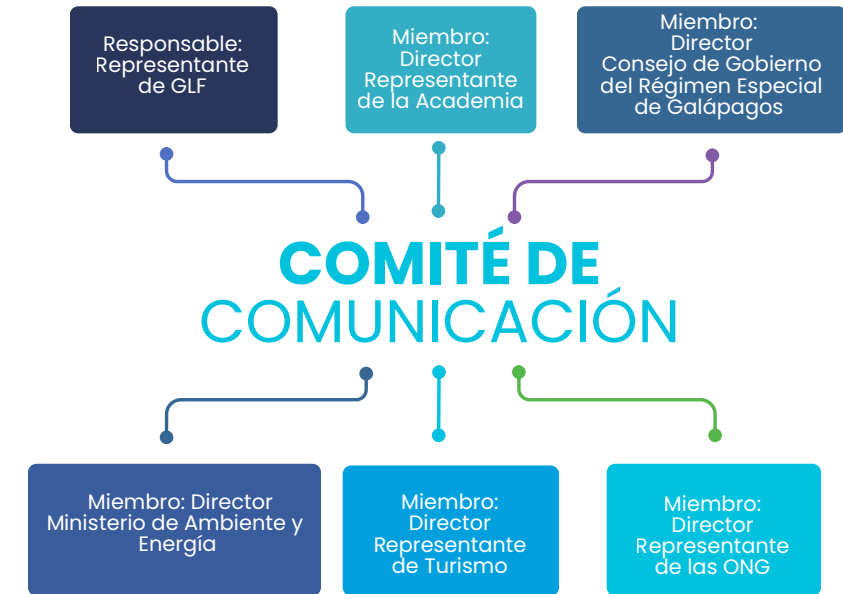 Responsable:
Representante
de GLF
Miembro:
Director
Representante
de la Academia
Miembro:
Director
Consejo de Gobierno
del Régimen Especial
de Galápagos
COMITÉ DE
COMUNICACIÓN
Miembro: Director
Ministerio de Ambiente y
Energía
Miembro:
Director
Representante
de Turismo
Miembro:
Director
Representante
de las ONG